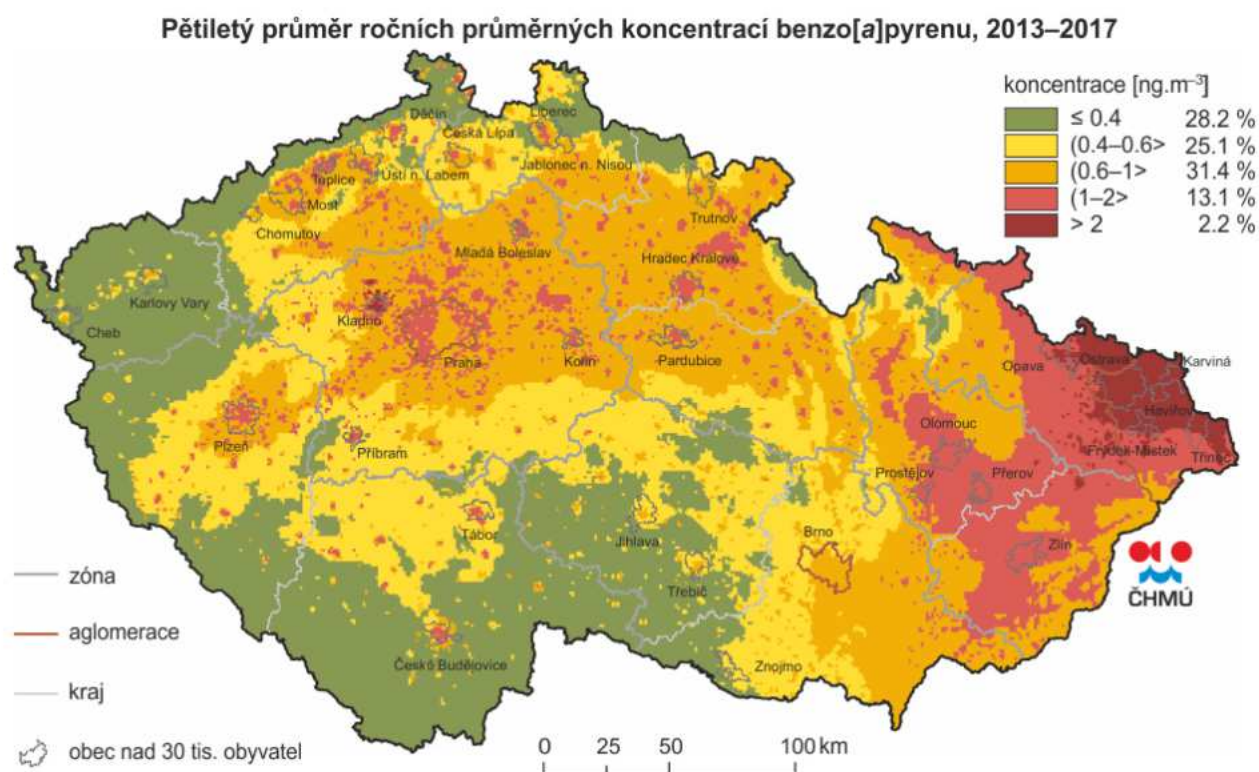 Pětiletý průměr ročních průměrných koncentrací benzo[a]pyrenu, 2013–2017
koncentrace [ng.m⁻³]
≤ 0.4 28.2 %
(0.4–0.6> 25.1 %
(0.6–1> 31.4 %
(1–2> 13.1 %
> 2 2.2 %
Děčín
Liberec
Česká Lípa
Jablonec n. Nisou
Teplice
Ústí n. Labem
Most
Trutnov
Chomutov
Mladá Boleslav
Hradec Králové
Karlovy Vary
Kladno
Cheb
Praha
Kolín
Pardubice
Opava
Ostrava
Karviná
Havířov
Olomouc
Plzeň
Příbram
Frýdek-Místek
Třinec
Prostějov
Přerov
Tábor
Jihlava
Brno
Zlín
Třebíč
České Budějovice
Znojmo
ČHMÚ
zóna
aglomerace
kraj
obec nad 30 tis. obyvatel
0 25 50 100 km